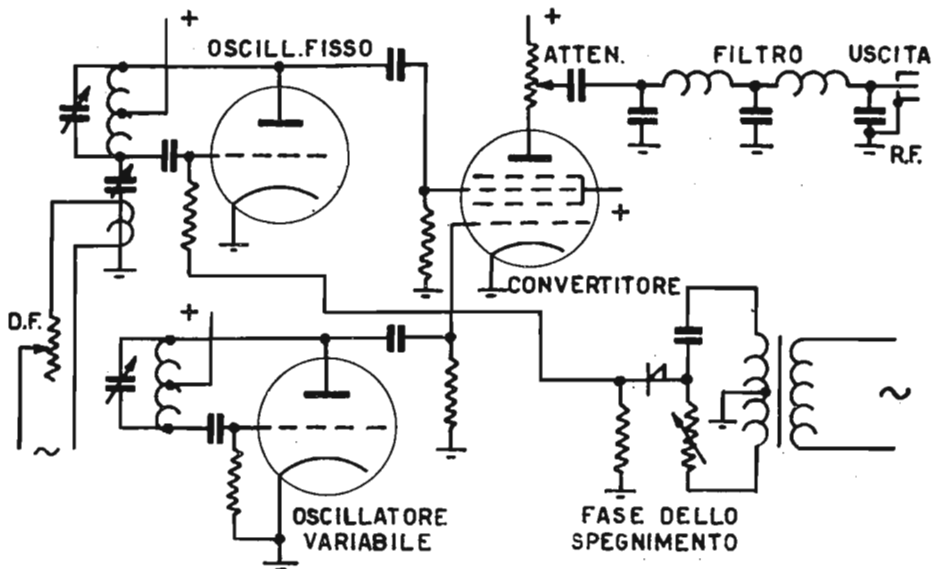 +
OSCILL.FISSO
+
ATTEN.
FILTRO
USCITA
R.F.
+
CONVERTITORE
D.F.
+
~
~
OSCILLATORE
VARIABILE
FASE DELLO
SPEGNIMENTO